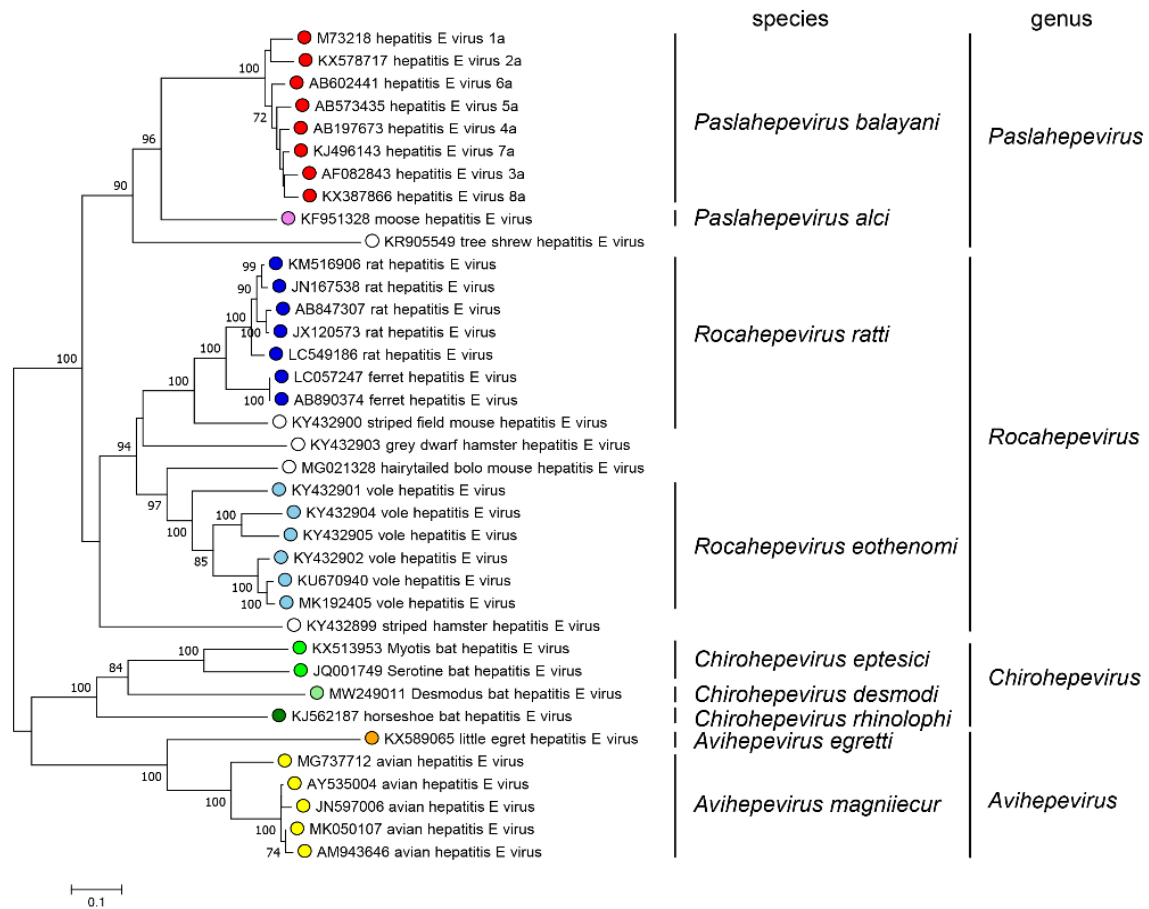 species genus
M73218 hepatitis E virus 1a
KX578717 hepatitis E virus 2a
100
AB602441 hepatitis E virus 6a
AB573435 hepatitis E virus 5a
72
Paslahepevirus balayani
AB197673 hepatitis E virus 4a
Paslahepevirus
96
KJ496143 hepatitis E virus 7a
AF082843 hepatitis E virus 3a
90
KX387866 hepatitis E virus 8a
KF951328 moose hepatitis E virus
Paslahepevirus alci
KR905549 tree shrew hepatitis E virus
99
KM516906 rat hepatitis E virus
90
JN167538 rat hepatitis E virus
AB847307 rat hepatitis E virus
100
100
JX120573 rat hepatitis E virus
Rocahepevirus ratti
100
100
LC549186 rat hepatitis E virus
LC057247 ferret hepatitis E virus
100
AB890374 ferret hepatitis E virus
100
KY432900 striped field mouse hepatitis E virus
94
KY432903 grey dwarf hamster hepatitis E virus
Rocahepevirus
MG021328 hairytailed bolo mouse hepatitis E virus
97
KY432901 vole hepatitis E virus
100
KY432904 vole hepatitis E virus
100
KY432905 vole hepatitis E virus
Rocahepevirus eothenomi
85
KY432902 vole hepatitis E virus
100
KU670940 vole hepatitis E virus
100
MK192405 vole hepatitis E virus
KY432899 striped hamster hepatitis E virus
100
KX513953 Myotis bat hepatitis E virus
84
JQ001749 Serotine bat hepatitis E virus
Chirohepevirus eptesici
Chirohepevirus
100
MW249011 Desmodus bat hepatitis E virus
Chirohepevirus desmodi
KJ562187 horseshoe bat hepatitis E virus
Chirohepevirus rhinolophi
KX589065 little egret hepatitis E virus
Avihepevirus egretti
100
MG737712 avian hepatitis E virus
100
AY535004 avian hepatitis E virus
JN597006 avian hepatitis E virus
Avihepevirus magniiecur
Avihepevirus
100
MK050107 avian hepatitis E virus
74
AM943646 avian hepatitis E virus
0.1